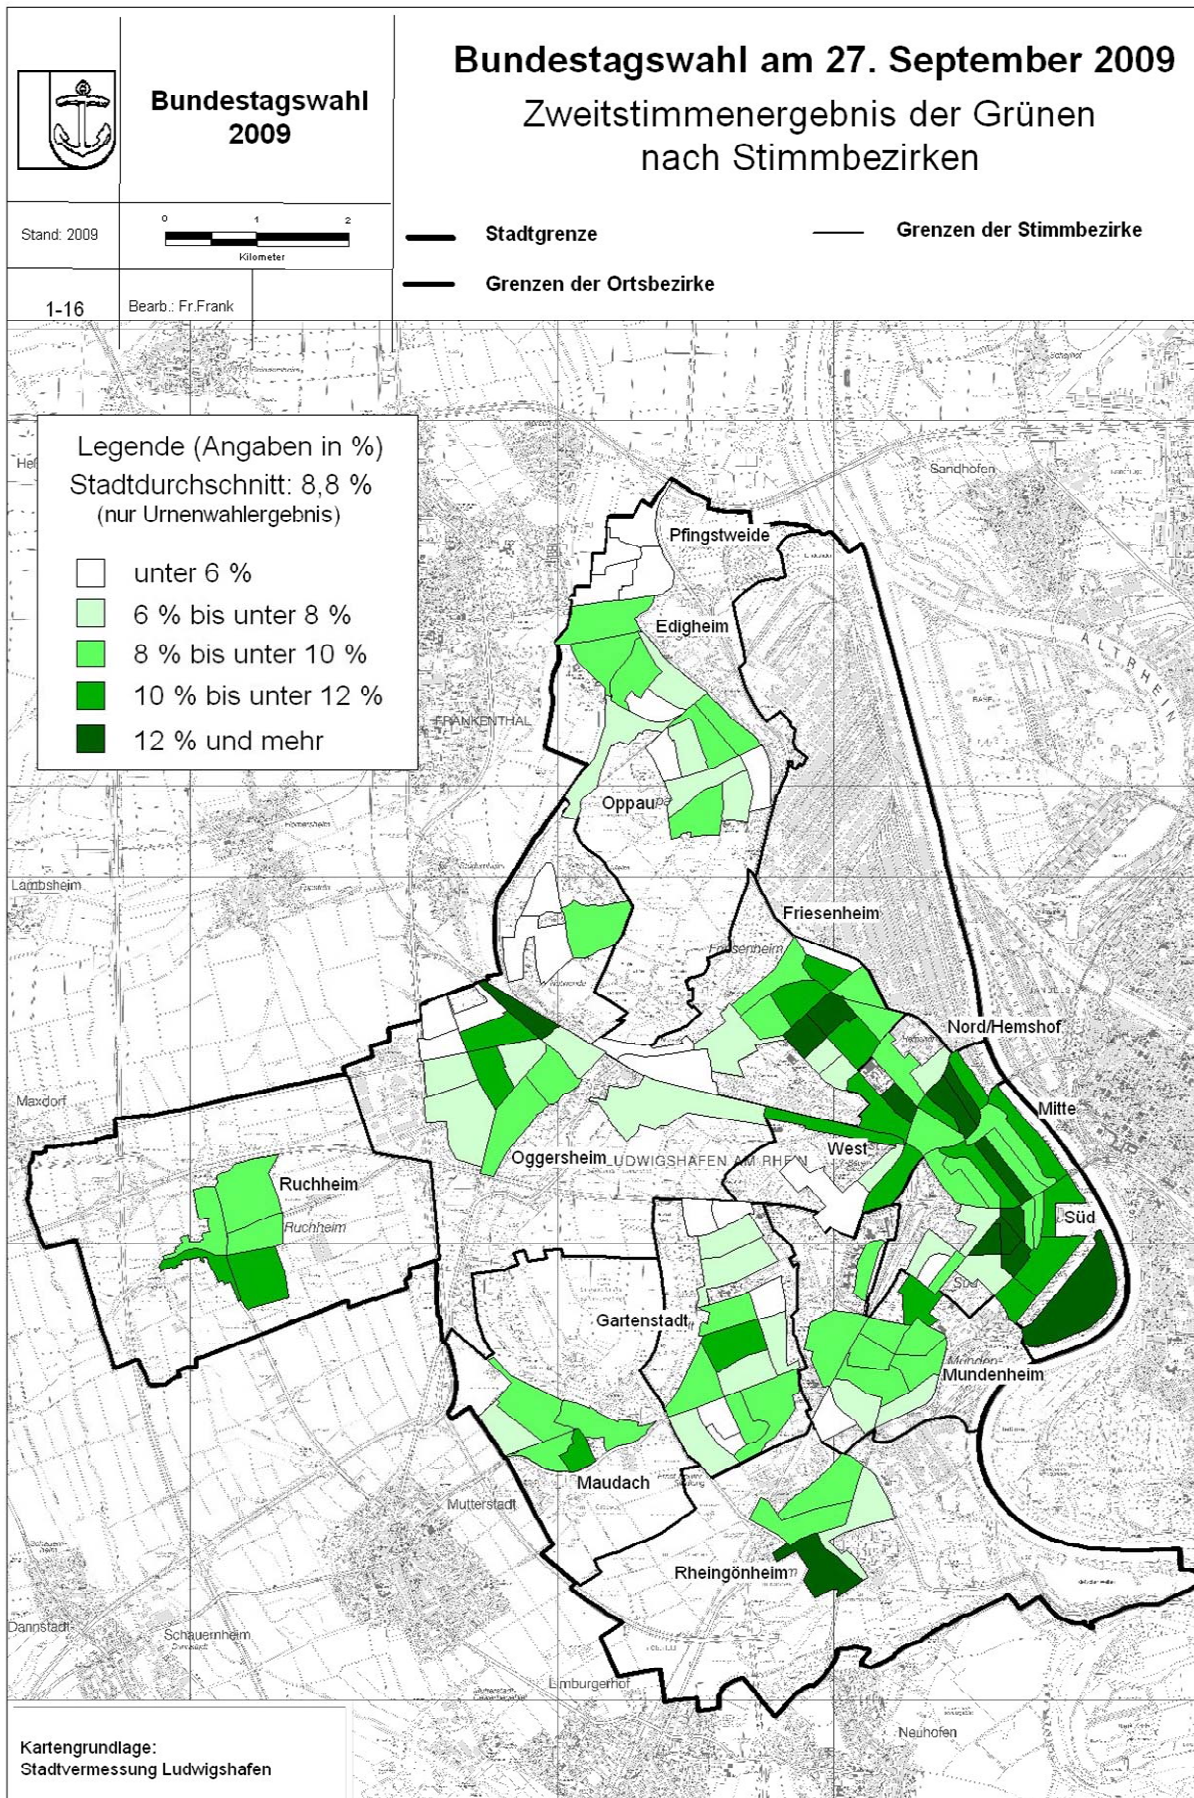 Bundestagswahl
2009
Bundestagswahl am 27. September 2009
Zweitstimmenergebnis der Grünen
nach Stimmbezirken
Stand: 2009
0 1 2
Kilometer
Stadtgrenze
Grenzen der Stimmbezirke
Grenzen der Ortsbezirke
1-16
Bearb.: Fr.Frank
Legende (Angaben in %)
Stadtdurchschnitt: 8,8 %
(nur Urnenwahlergebnis)
unter 6 %
6 % bis unter 8 %
8 % bis unter 10 %
10 % bis unter 12 %
12 % und mehr
Sandhofen
Pfingstweide
Edigheim
ALTRHEIN
FRANKENTHAL
Oppau
Lambsheim
Friesenheim
Friesenheim
Nord/Hemshof
Maxdorf
Mitte
West
Oggersheim
LUDWIGSHAFEN AM RHEIN
Ruchheim
Ruchheim
Süd
Süd
Gartenstadt
Mundenheim
Maudach
Mutterstadt
Rheingönheim
Dannstadt-
Schauernheim
Limburgerhof
Neuhofen
Kartengrundlage:
Stadtvermessung Ludwigshafen